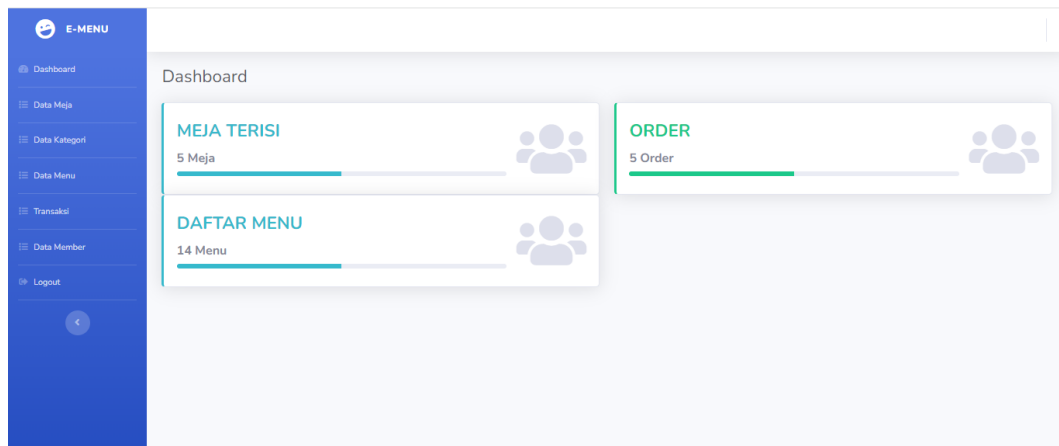 E-MENU
Dashboard
Data Meja
Data Kategori
Data Menu
Transaksi
Data Member
Logout
Dashboard
MEJA TERISI
5 Meja
ORDER
5 Order
DAFTAR MENU
14 Menu